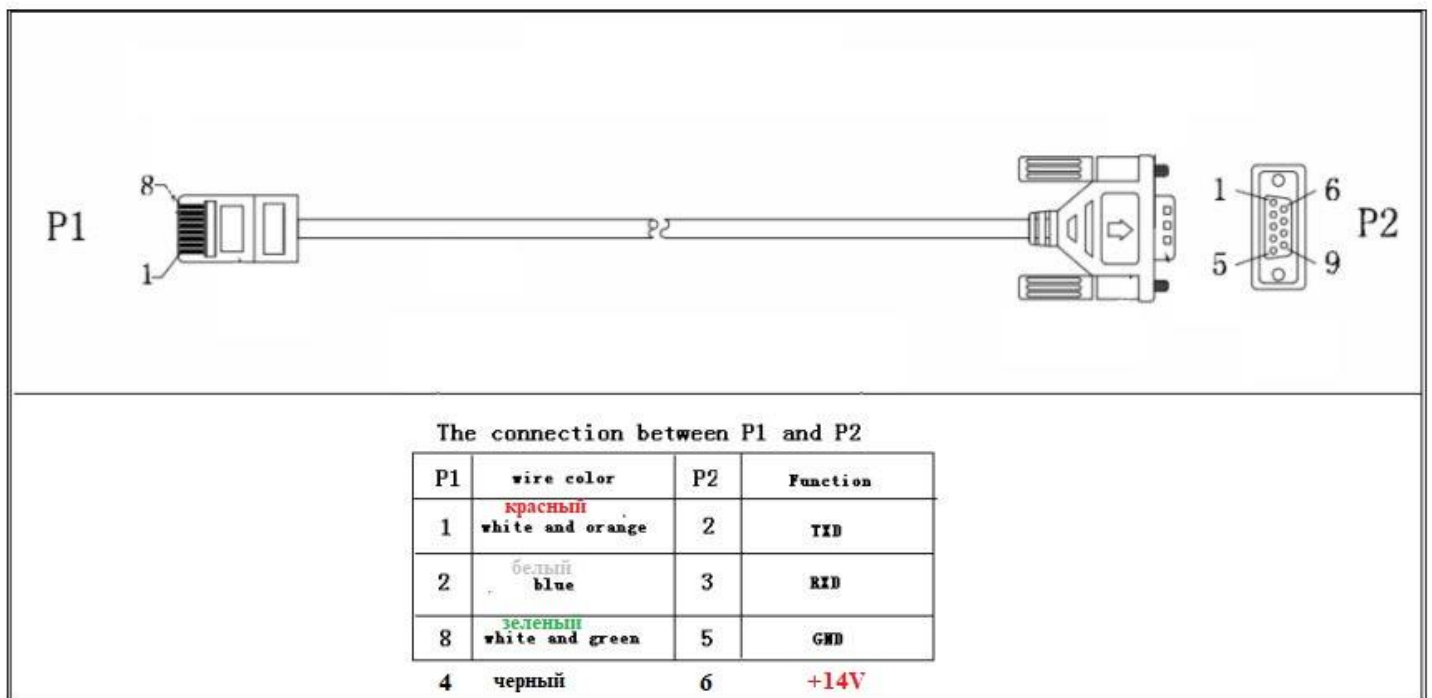 8
1
P1
1
6
5
9
P2
The connection between P1 and P2
P1 wire color P2 Function
красный
1 white and orange 2 TXD
белый
2 blue 3 RXD
зеленый
8 white and green 5 GND
4 черный 6 +14V